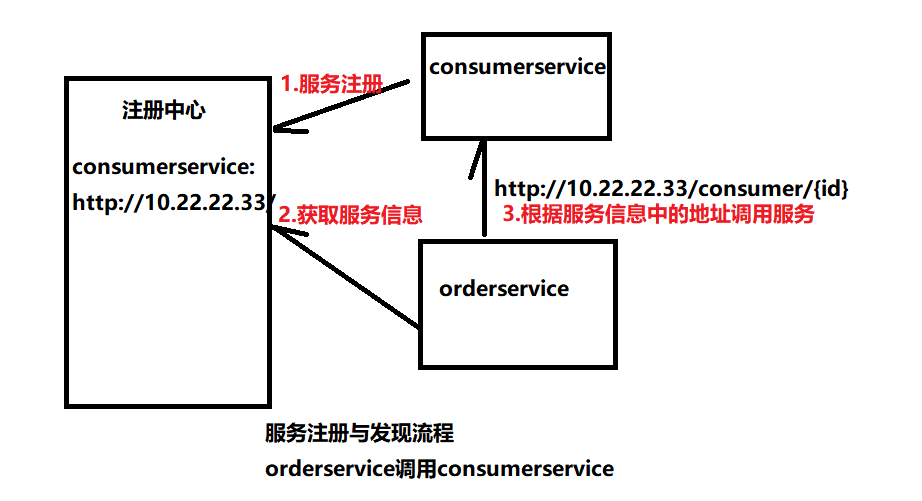 注册中心
consumerservice:
http://10.22.22.33/
1.服务注册
consumerservice
2.获取服务信息
http://10.22.22.33/consumer/{id}
3.根据服务信息中的地址调用服务
orderservice
服务注册与发现流程
orderservice调用consumerservice